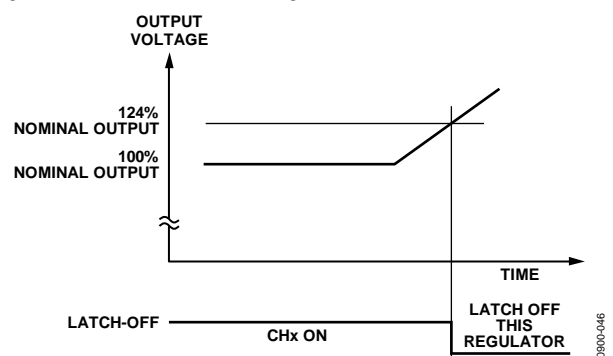 OUTPUT
VOLTAGE
124%
NOMINAL OUTPUT
100%
NOMINAL OUTPUT
TIME
LATCH-OFF
CHx ON
LATCH OFF
THIS
REGULATOR